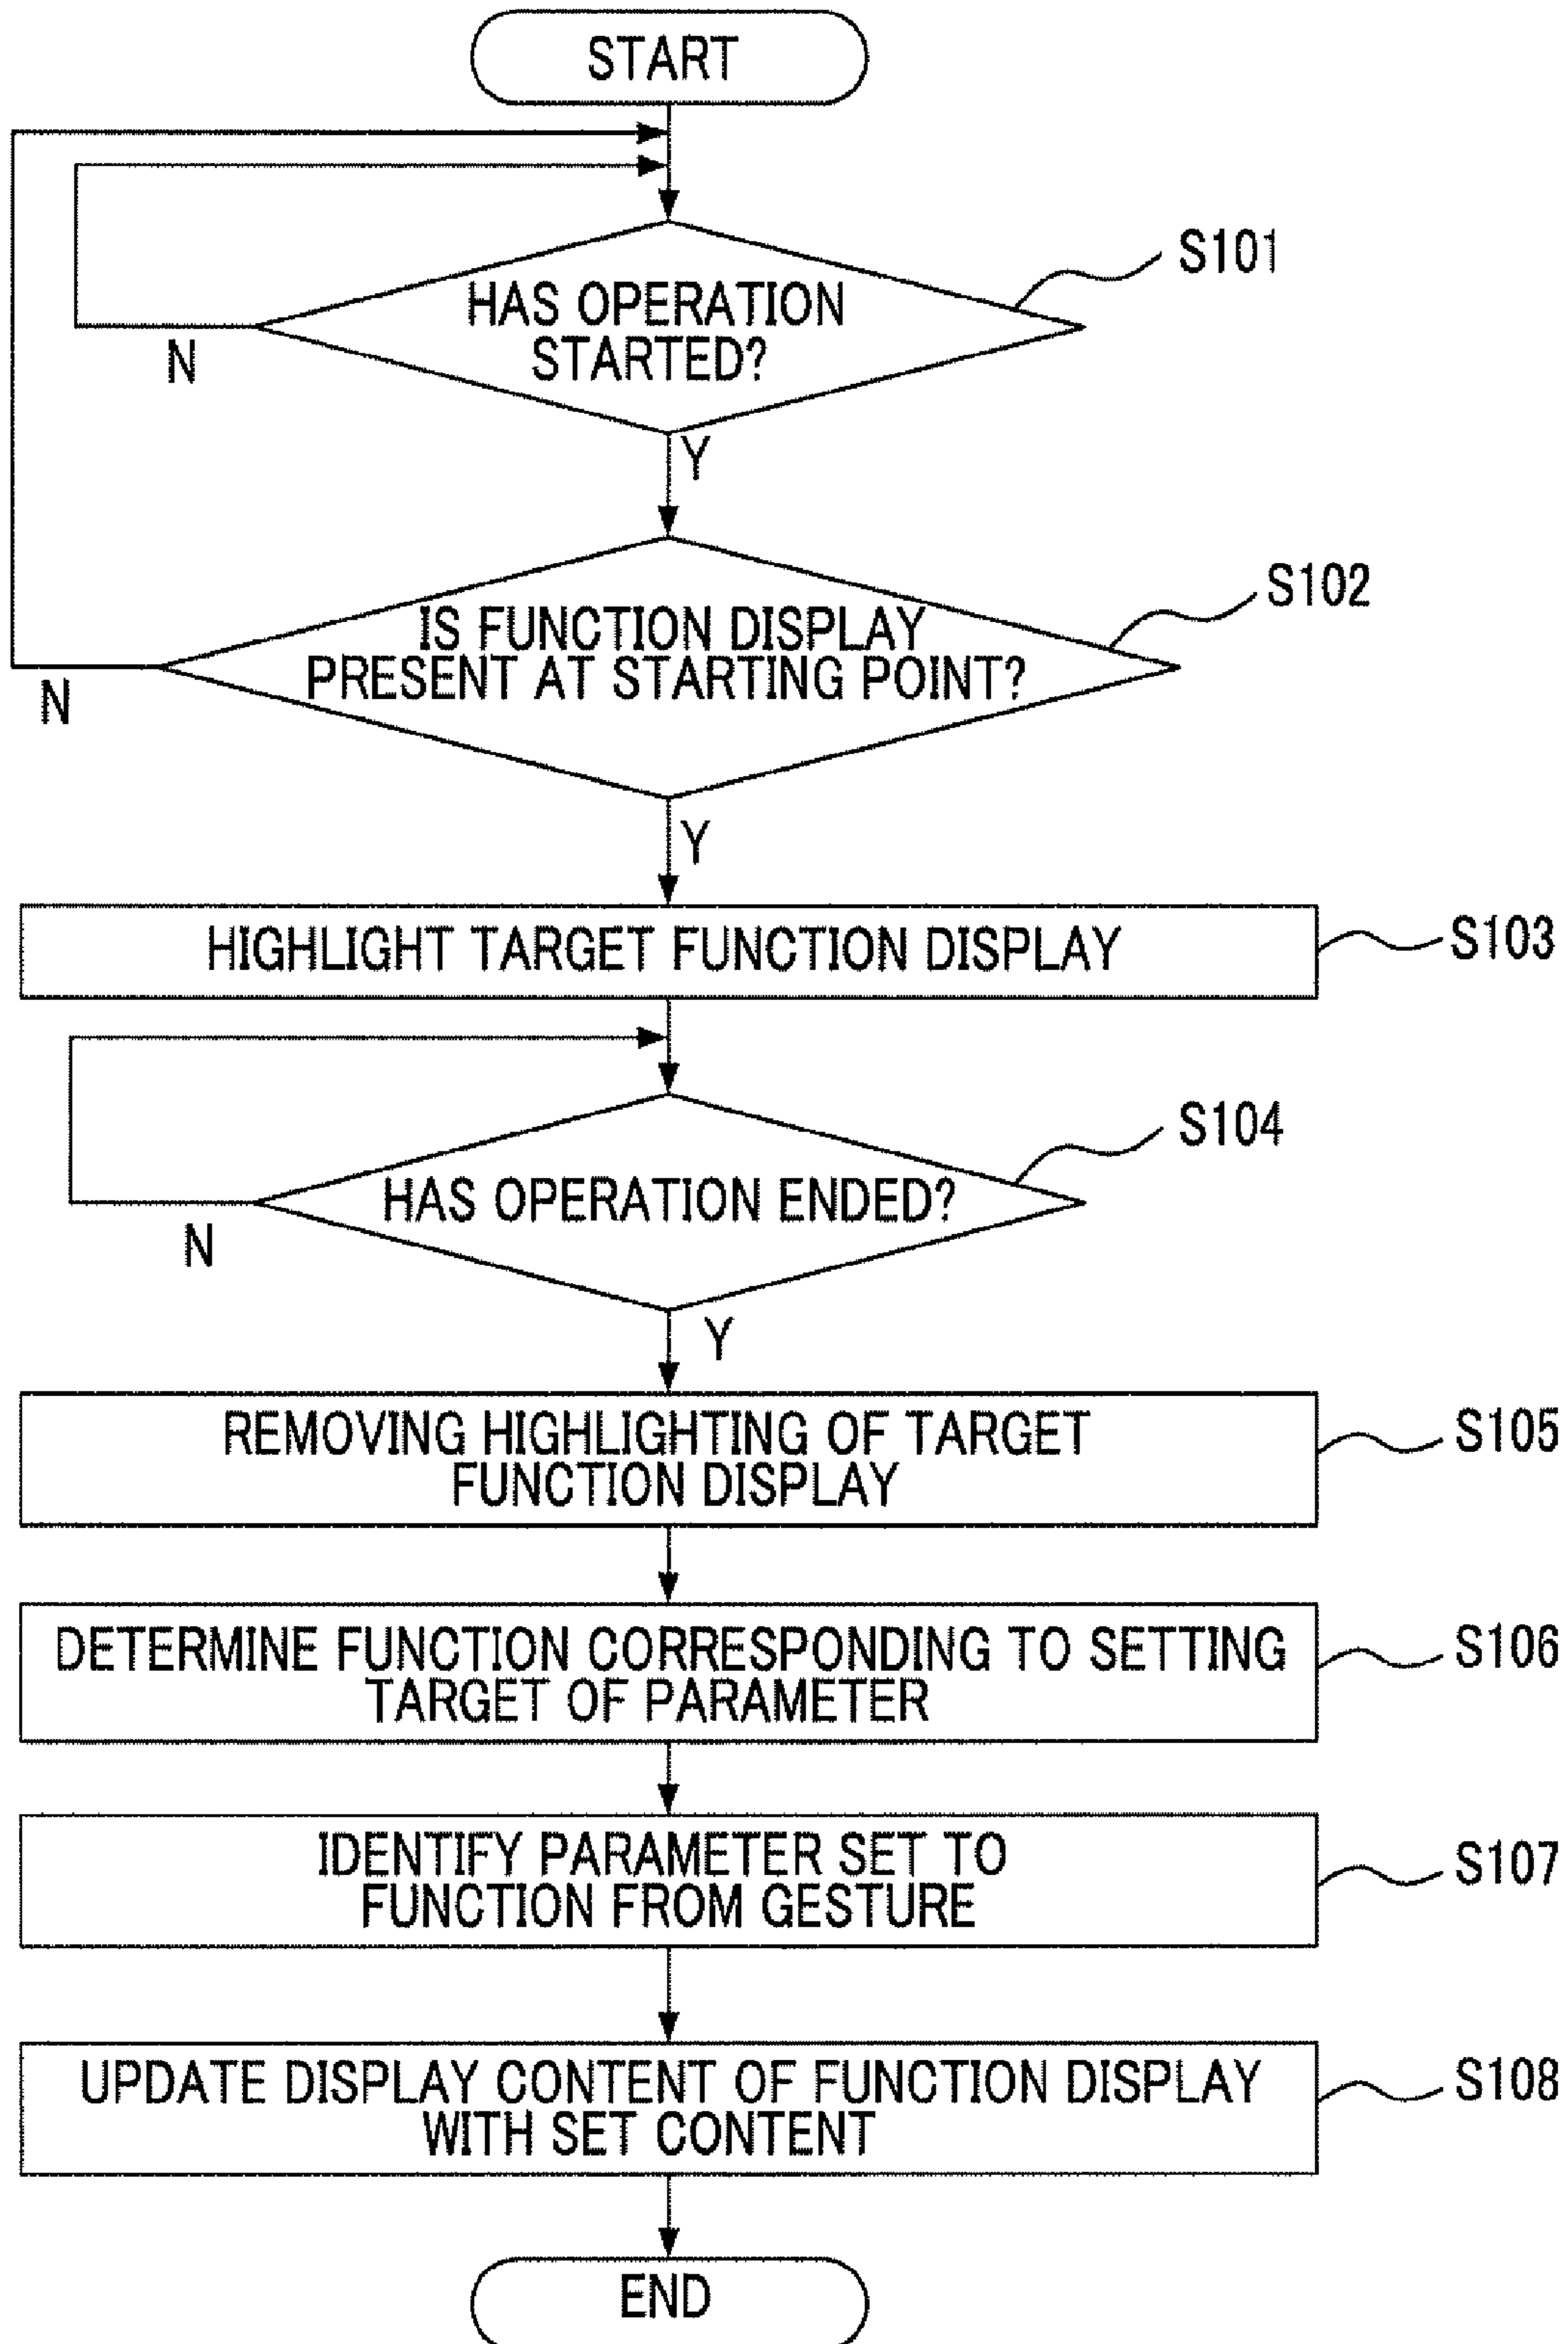 START
S101
HAS OPERATION
STARTED?
N
Y
S102
IS FUNCTION DISPLAY
PRESENT AT STARTING POINT?
N
Y
HIGHLIGHT TARGET FUNCTION DISPLAY
S103
S104
HAS OPERATION ENDED?
N
Y
REMOVING HIGHLIGHTING OF TARGET
FUNCTION DISPLAY
S105
DETERMINE FUNCTION CORRESPONDING TO SETTING
TARGET OF PARAMETER
S106
IDENTIFY PARAMETER SET TO
FUNCTION FROM GESTURE
S107
UPDATE DISPLAY CONTENT OF FUNCTION DISPLAY
WITH SET CONTENT
S108
END